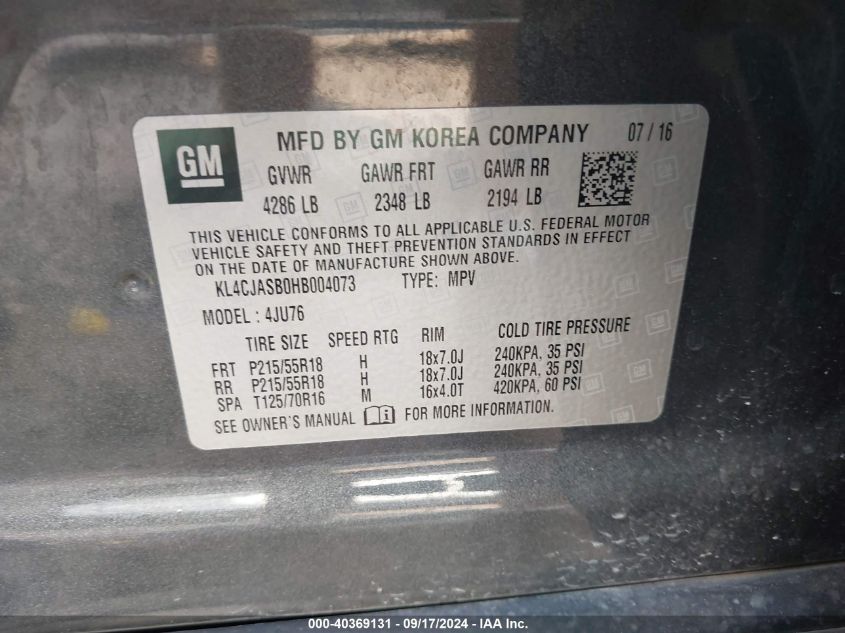 GM
MFD BY GM KOREA COMPANY 07 / 16
GVWR GAWR FRT GAWR RR
4286 LB 2348 LB 2194 LB
THIS VEHICLE CONFORMS TO ALL APPLICABLE U.S. FEDERAL MOTOR
VEHICLE SAFETY AND THEFT PREVENTION STANDARDS IN EFFECT
ON THE DATE OF MANUFACTURE SHOWN ABOVE.
KL4CJASB0HB004073 TYPE: MPV
MODEL: 4JU76
TIRE SIZE SPEED RTG RIM COLD TIRE PRESSURE
FRT P215/55R18 H 18x7.0J 240KPA, 35 PSI
RR P215/55R18 H 18x7.0J 240KPA, 35 PSI
SPA T125/70R16 M 16x4.0T 420KPA, 60 PSI
SEE OWNER'S MANUAL FOR MORE INFORMATION.
000-40369131 - 09/17/2024 - IAA Inc.